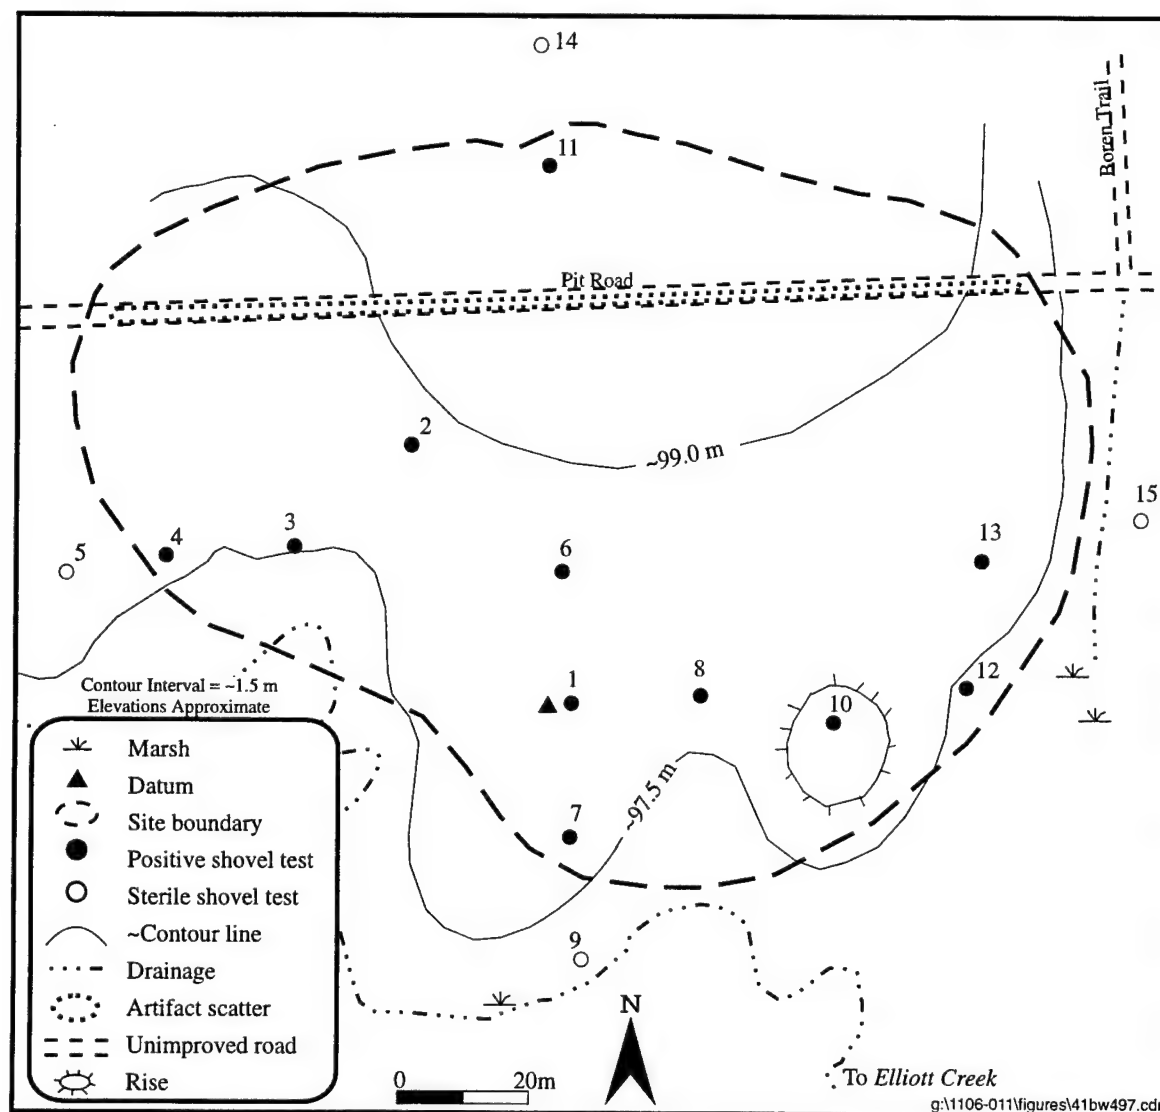 14
Boren Trail
11
Pit Road
2
~99.0 m
15
3
4
5
6
13
Contour Interval = ~1.5 m
Elevations Approximate
1
8
10
12
~97.5 m
7
9
Marsh
Datum
Site boundary
Positive shovel test
Sterile shovel test
~Contour line
Drainage
Artifact scatter
Unimproved road
Rise
N
0 20m
To Elliott Creek
g:\1106-011\figures\41bw497.cdr